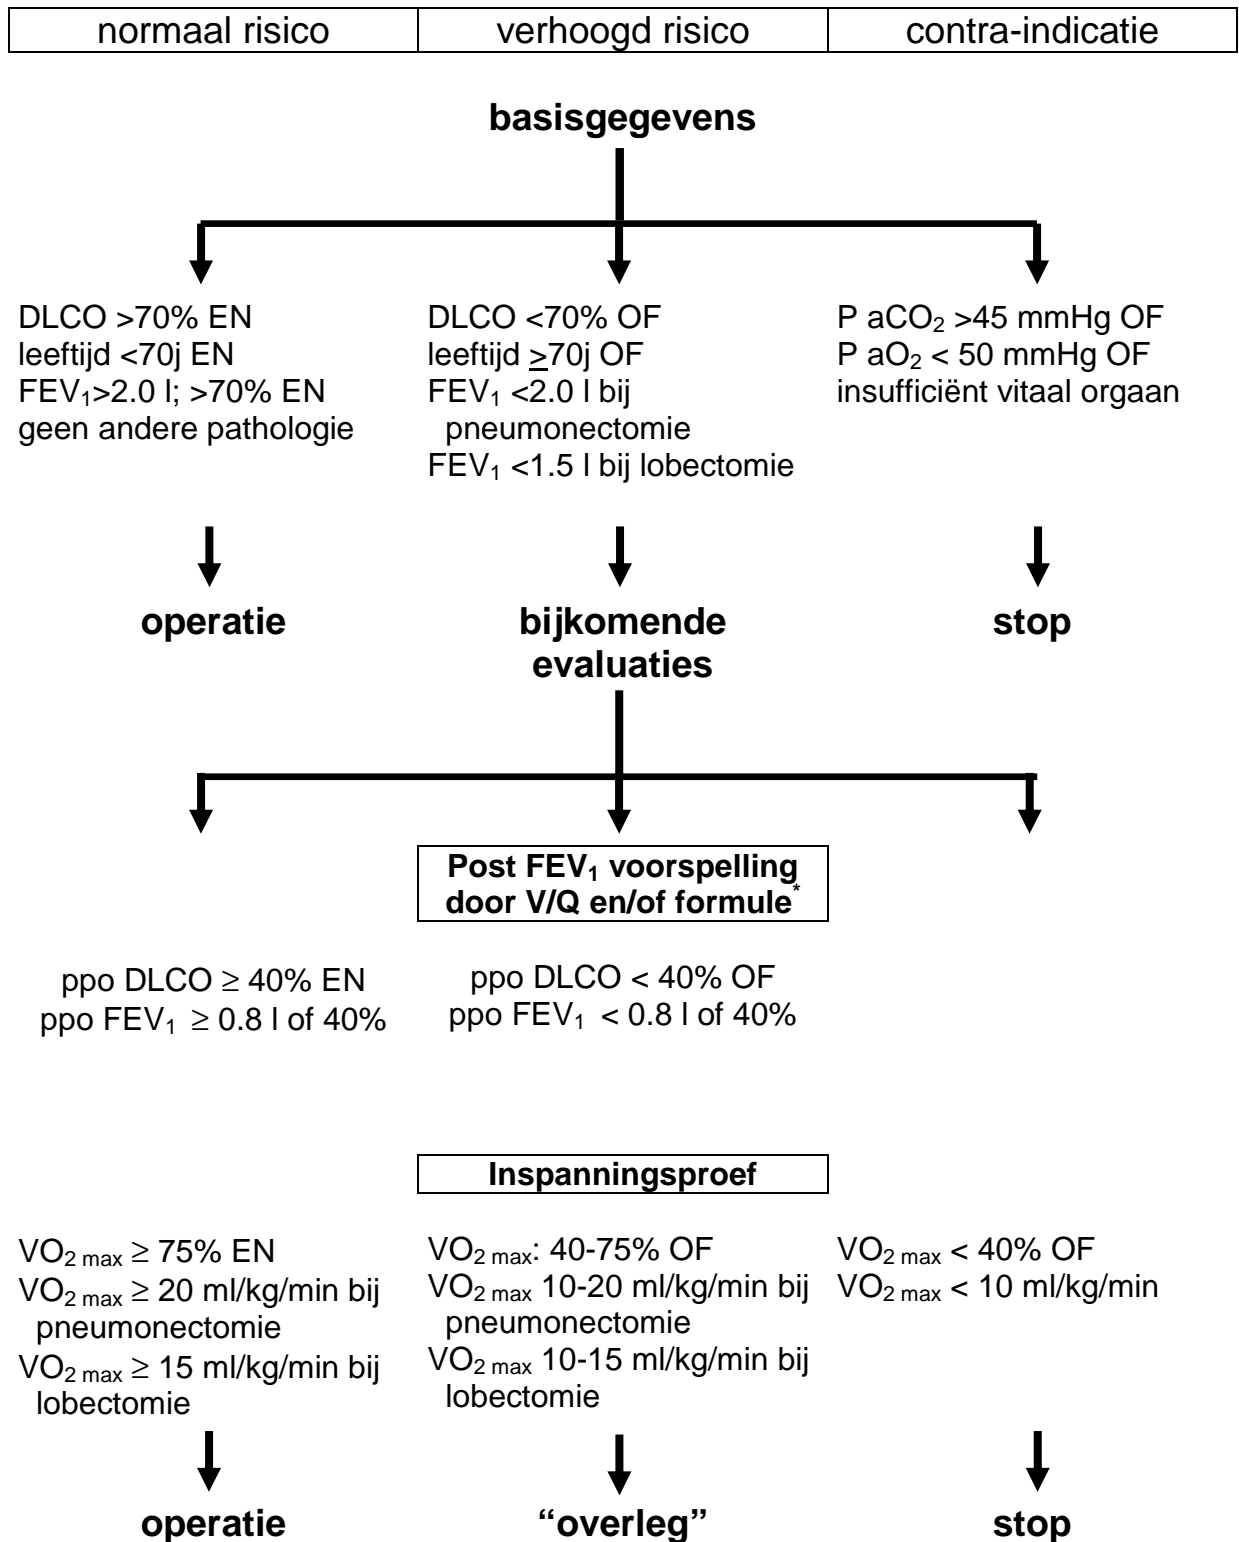 normaal risico
verhoogd risico
contra-indicatie
basisgegevens
DLCO >70% EN
leeftijd <70j EN
FEV₁>2.0 l; >70% EN
geen andere pathologie
DLCO <70% OF
leeftijd ≥70j OF
FEV₁ <2.0 l bij
pneumonectomie
FEV₁ <1.5 l bij lobectomie
P aCO₂ >45 mmHg OF
P aO₂ < 50 mmHg OF
insufficiënt vitaal orgaan
operatie
bijkomende
evaluaties
stop
Post FEV₁ voorspelling
door V/Q en/of formule*
ppo DLCO ≥ 40% EN
ppo FEV₁ ≥ 0.8 l of 40%
ppo DLCO < 40% OF
ppo FEV₁ < 0.8 l of 40%
Inspanningsproef
VO₂ max ≥ 75% EN
VO₂ max ≥ 20 ml/kg/min bij
pneumonectomie
VO₂ max ≥ 15 ml/kg/min bij
lobectomie
VO₂ max: 40-75% OF
VO₂ max 10-20 ml/kg/min bij
pneumonectomie
VO₂ max 10-15 ml/kg/min bij
lobectomie
VO₂ max < 40% OF
VO₂ max < 10 ml/kg/min
operatie
“overleg”
stop